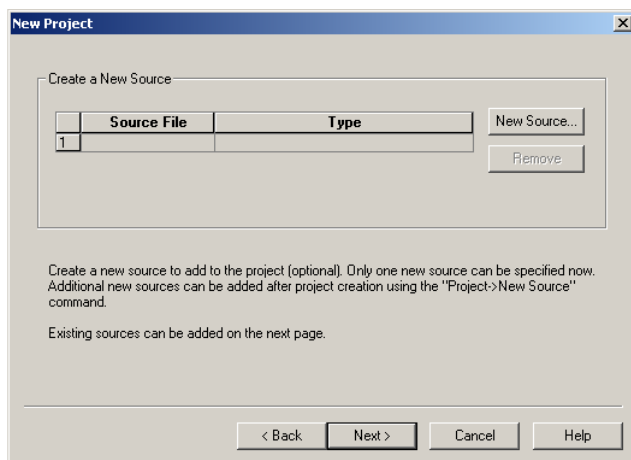 New Project
Create a New Source
Source File Type
New Source...
1
Remove
Create a new source to add to the project (optional). Only one new source can be specified now.
Additional new sources can be added after project creation using the "Project->New Source"
command.
Existing sources can be added on the next page.
< Back Next > Cancel Help